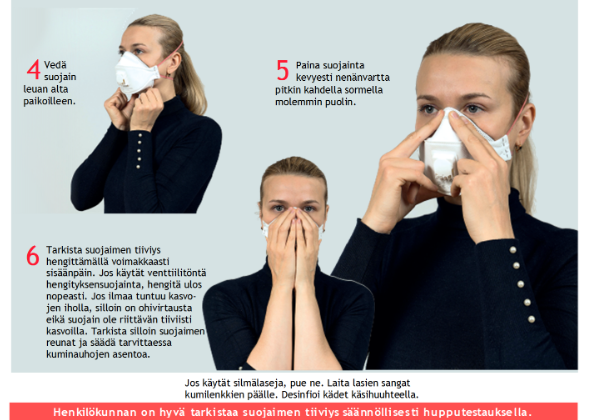 4 Vedä
suojain
leuan alta
paikoilleen.
5 Paina suojainta
kevyesti nenänvartta
pitkin kahdella sormella
molemmin puolin.
6 Tarkista suojaimen tiiviys
hengittämällä voimakkaasti
sisäänpäin. Jos käytät venttiilitöntä
hengityksensuojainta, hengitä ulos
nopeasti. Jos ilmaa tuntuu kasvo-
jen iholla, silloin on ohivirtausta
eikä suojain ole riittävän tiiviisti
kasvoilla. Tarkista silloin suojaimen
reunat ja säädä tarvittaessa
kuminauhojen asentoa.
Jos käytät silmälaseja, pue ne. Laita lasien sangat
kumilenkkien päälle. Desinfioi kädet käsihuuhteella.
Henkilökunnan on hyvä tarkistaa suojaimen tiiviys säännöllisesti hupputestauksella.